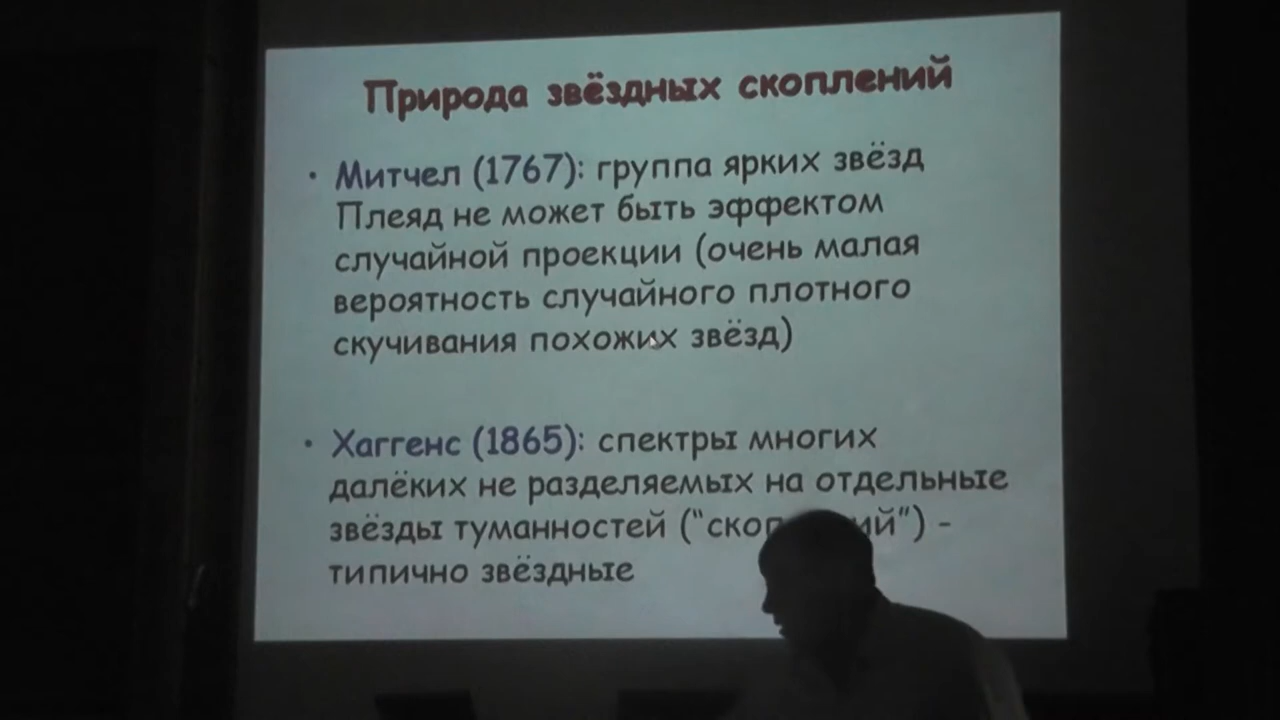 Природа звёздных скоплений
• Митчел (1767): группа ярких звёзд
Плеяд не может быть эффектом
случайной проекции (очень малая
вероятность случайного плотного
скучивания похожих звёзд)
• Хаггенс (1865): спектры многих
далёких не разделяемых на отдельные
звёзды туманностей ( ) -
типично звёздные